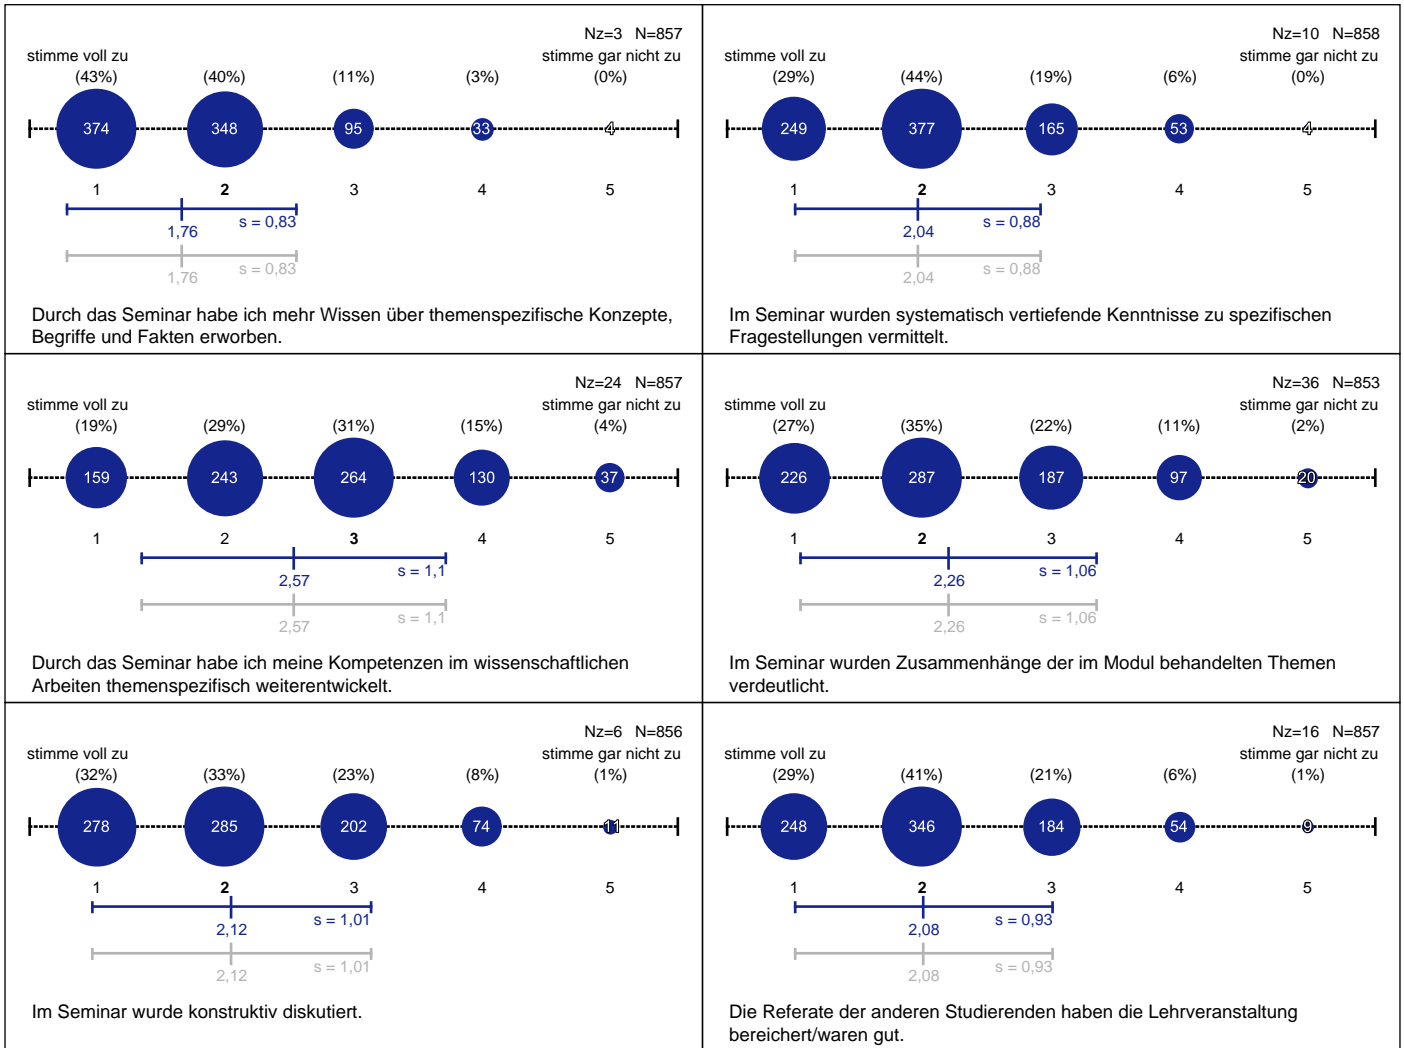 Nz=3 N=857
stimme voll zu stimme gar nicht zu
(43%) (40%) (11%) (3%) (0%)
374 348 95 33 4
1 2 3 4 5
s = 0,83
1,76
s = 0,83
1,76
Durch das Seminar habe ich mehr Wissen über themenspezifische Konzepte,
Begriffe und Fakten erworben.
Nz=10 N=858
stimme voll zu stimme gar nicht zu
(29%) (44%) (19%) (6%) (0%)
249 377 165 53 4
1 2 3 4 5
s = 0,88
2,04
s = 0,88
2,04
Im Seminar wurden systematisch vertiefende Kenntnisse zu spezifischen
Fragestellungen vermittelt.
Nz=24 N=857
stimme voll zu stimme gar nicht zu
(19%) (29%) (31%) (15%) (4%)
159 243 264 130 37
1 2 3 4 5
s = 1,1
2,57
s = 1,1
2,57
Durch das Seminar habe ich meine Kompetenzen im wissenschaftlichen
Arbeiten themenspezifisch weiterentwickelt.
Nz=36 N=853
stimme voll zu stimme gar nicht zu
(27%) (35%) (22%) (11%) (2%)
226 287 187 97 20
1 2 3 4 5
s = 1,06
2,26
s = 1,06
2,26
Im Seminar wurden Zusammenhänge der im Modul behandelten Themen
verdeutlicht.
Nz=6 N=856
stimme voll zu stimme gar nicht zu
(32%) (33%) (23%) (8%) (1%)
278 285 202 74 11
1 2 3 4 5
s = 1,01
2,12
s = 1,01
2,12
Im Seminar wurde konstruktiv diskutiert.
Nz=16 N=857
stimme voll zu stimme gar nicht zu
(29%) (41%) (21%) (6%) (1%)
248 346 184 54 9
1 2 3 4 5
s = 0,93
2,08
s = 0,93
2,08
Die Referate der anderen Studierenden haben die Lehrveranstaltung
bereichert/waren gut.